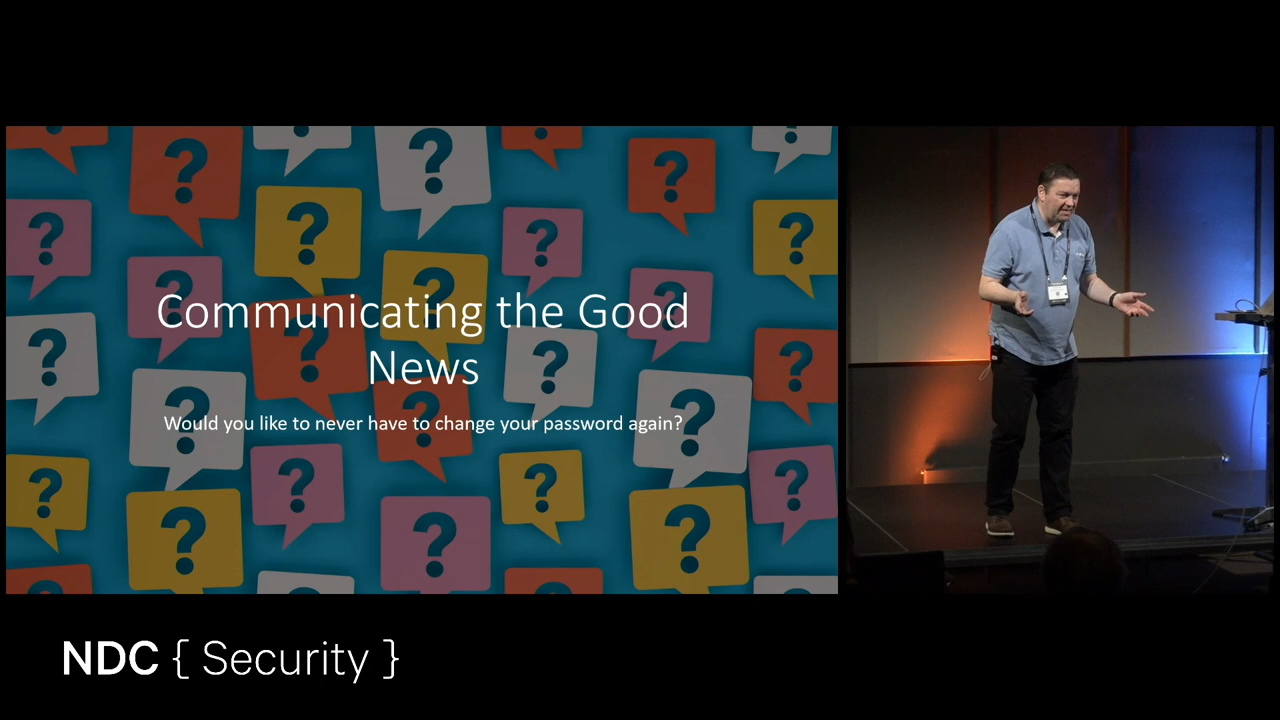 Communicating the Good
News
Would you like to never have to change your password again?
NDC { Security }